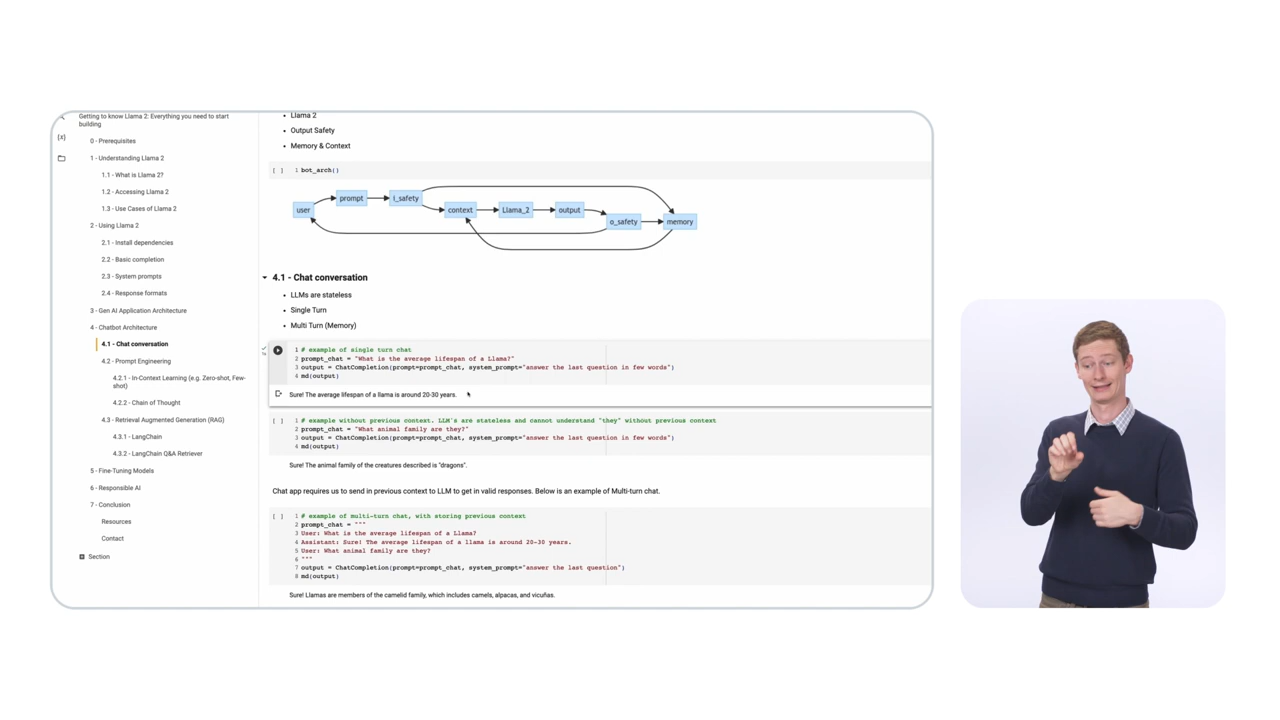 Getting to know Llama 2: Everything you need to start
building
0 - Prerequisites
1 - Understanding Llama 2
1.1 - What is Llama 2?
1.2 - Accessing Llama 2
1.3 - Use Cases of Llama 2
2 - Using Llama 2
2.1 - Install dependencies
2.2 - Basic completion
2.3 - System prompts
2.4 - Response formats
3 - Gen AI Application Architecture
4 - Chatbot Architecture
4.1 - Chat conversation
4.2 - Prompt Engineering
4.2.1 - In-Context Learning (e.g. Zero-shot, Few-
shot)
4.2.2 - Chain of Thought
4.3 - Retrieval Augmented Generation (RAG)
4.3.1 - LangChain
4.3.2 - LangChain Q&A Retriever
5 - Fine-Tuning Models
6 - Responsible AI
7 - Conclusion
Resources
Contact
Section
• Llama 2
• Output Safety
• Memory & Context
[ ] 1 bot_arch()
user prompt I_safety context Llama_2 output o_safety memory
4.1 - Chat conversation
• LLMs are stateless
• Single Turn
• Multi Turn (Memory)
1 # example of single turn chat
2 prompt_chat = "What is the average lifespan of a Llama?"
3 output = ChatCompletion(prompt=prompt_chat, system_prompt="answer the last question in few words")
4 md(output)
Sure! The average lifespan of a llama is around 20-30 years.
[ ] 1 # example without previous context. LLM's are stateless and cannot understand "they" without previous context
2 prompt_chat = "What animal family are they?"
3 output = ChatCompletion(prompt=prompt_chat, system_prompt="answer the last question in few words")
4 md(output)
Sure! The animal family of the creatures described is "dragons".
Chat app requires us to send in previous context to LLM to get in valid responses. Below is an example of Multi-turn chat.
[ ] 1 # example of multi-turn chat, with storing previous context
2 prompt_chat = """
3 User: What is the average lifespan of a Llama?
4 Assistant: Sure! The average lifespan of a llama is around 20-30 years.
5 User: What animal family are they?
6 """
7 output = ChatCompletion(prompt=prompt_chat, system_prompt="answer the last question")
8 md(output)
Sure! Llamas are members of the camelid family, which includes camels, alpacas, and vicuñas.